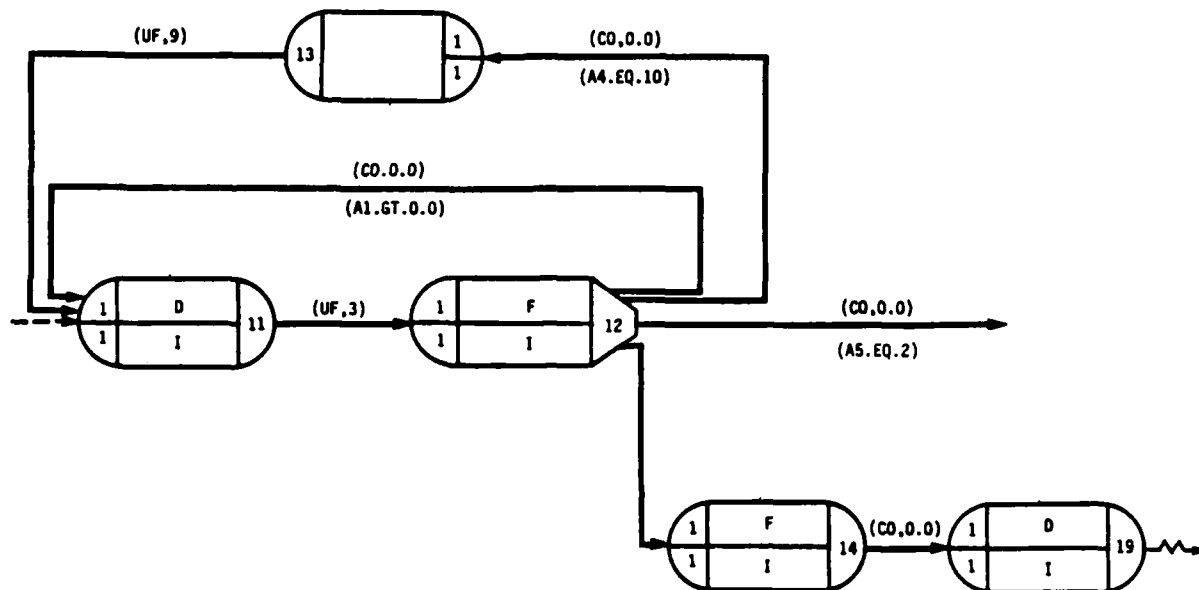 (UF,9)
13
1
1
(CO,0.0)
(A4.EQ.10)
(CO.0.0)
(A1.GT.0.0)
1
1
D
I
11
(UF,3)
1
1
F
I
12
(CO,0.0)
(A5.EQ.2)
1
1
F
I
14
(CO,0.0)
1
1
D
I
19